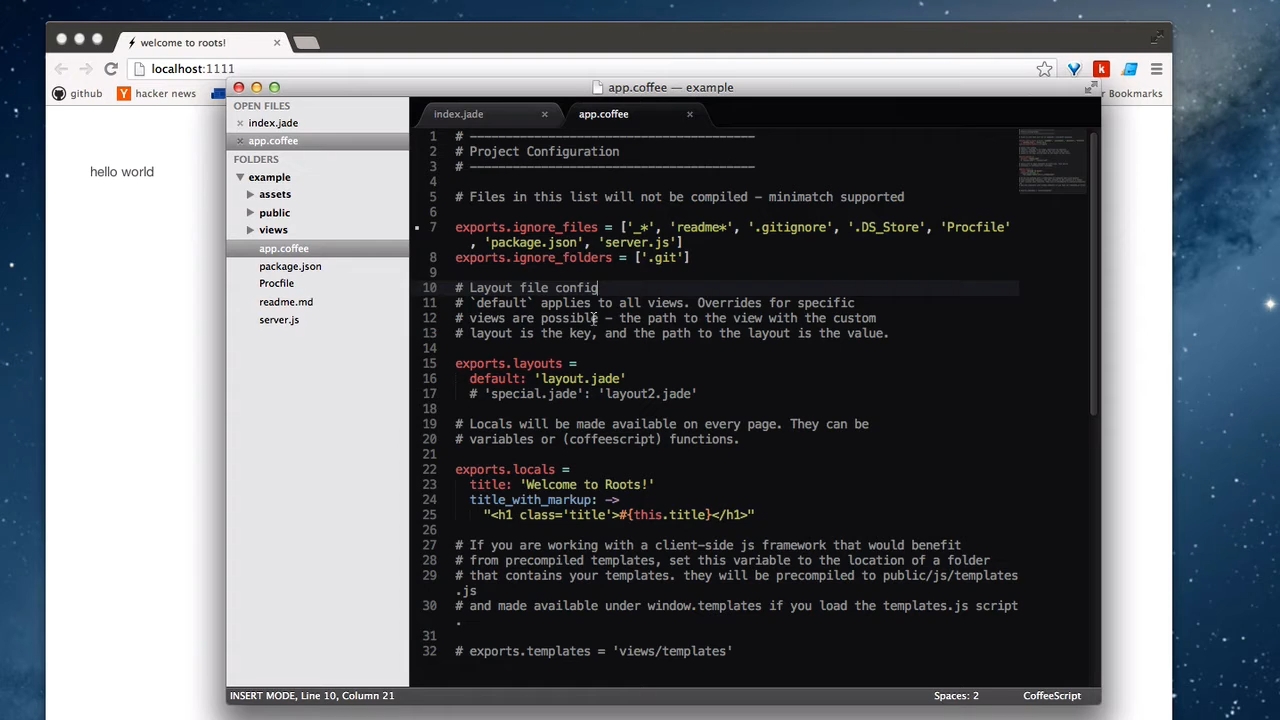 welcome to roots!
localhost:1111
github
hacker news
Bookmarks
hello world
app.coffee — example
OPEN FILES
index.jade
app.coffee
FOLDERS
example
assets
public
views
app.coffee
package.json
Procfile
readme.md
server.js
index.jade
app.coffee
1 # ----------------------------------------
2 # Project Configuration
3 # ----------------------------------------
4
5 # Files in this list will not be compiled - minimatch supported
6
7 exports.ignore_files = ['_*', 'readme*', '.gitignore', '.DS_Store', 'Procfile'
, 'package.json', 'server.js']
8 exports.ignore_folders = ['.git']
9
10 # Layout file config
11 # `default` applies to all views. Overrides for specific
12 # views are possible - the path to the view with the custom
13 # layout is the key, and the path to the layout is the value.
14
15 exports.layouts =
16 default: 'layout.jade'
17 # 'special.jade': 'layout2.jade'
18
19 # Locals will be made available on every page. They can be
20 # variables or (coffeescript) functions.
21
22 exports.locals =
23 title: 'Welcome to Roots!'
24 title_with_markup: ->
25 "<h1 class='title'>#{this.title}</h1>"
26
27 # If you are working with a client-side js framework that would benefit
28 # from precompiled templates, set this variable to the location of a folder
29 # that contains your templates. they will be precompiled to public/js/templates
.js
30 # and made available under window.templates if you load the templates.js script
.
31
32 # exports.templates = 'views/templates'
INSERT MODE, Line 10, Column 21
Spaces: 2
CoffeeScript